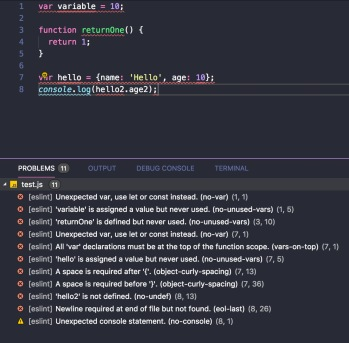 1 var variable = 10;
2
3 function returnOne() {
4 return 1;
5 }
6
7 var hello = {name: 'Hello', age: 10};
8 console.log(hello2.age2);
PROBLEMS 11 OUTPUT DEBUG CONSOLE TERMINAL
test.js 11
[eslint] Unexpected var, use let or const instead. (no-var) (1, 1)
[eslint] 'variable' is assigned a value but never used. (no-unused-vars) (1, 5)
[eslint] 'returnOne' is defined but never used. (no-unused-vars) (3, 10)
[eslint] Unexpected var, use let or const instead. (no-var) (7, 1)
[eslint] All 'var' declarations must be at the top of the function scope. (vars-on-top) (7, 1)
[eslint] 'hello' is assigned a value but never used. (no-unused-vars) (7, 5)
[eslint] A space is required after '{'. (object-curly-spacing) (7, 13)
[eslint] A space is required before '}'. (object-curly-spacing) (7, 36)
[eslint] 'hello2' is not defined. (no-undef) (8, 13)
[eslint] Newline required at end of file but not found. (eol-last) (8, 26)
[eslint] Unexpected console statement. (no-console) (8, 1)